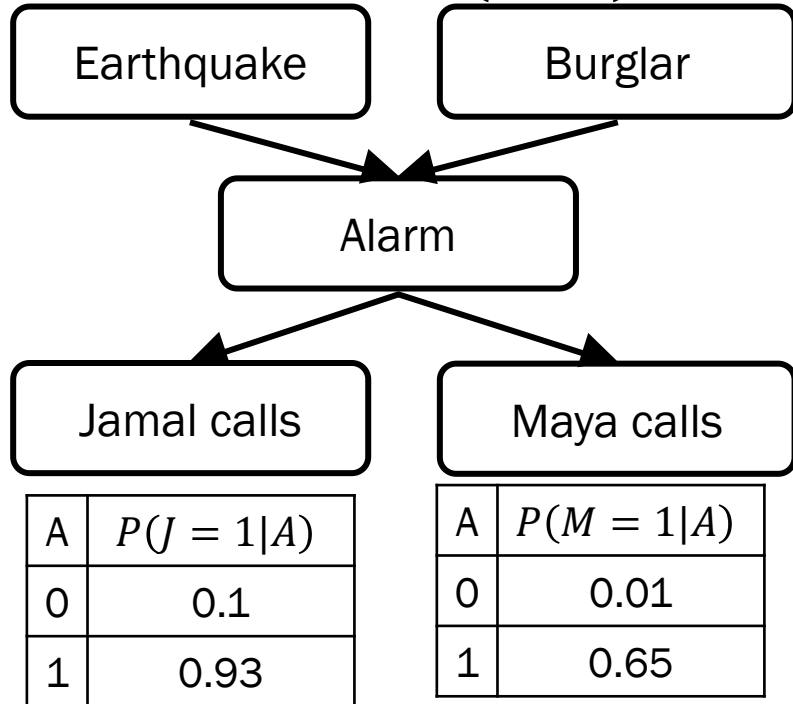 Earthquake
Burglar
Alarm
Jamal calls
Maya calls
A P(J = 1|A)
0 0.1
1 0.93
A P(M = 1|A)
0 0.01
1 0.65